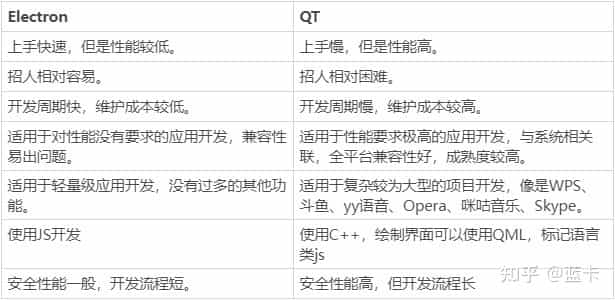 Electron
QT
上手快速，但是性能较低。
上手慢，但是性能高。
招人相对容易。
招人相对困难。
开发周期快，维护成本较低。
开发周期慢，维护成本较高。
适用于对性能没有要求的应用开发，兼容性
易出问题。
适用于性能要求极高的应用开发，与系统相关
联，全平台兼容性好，成熟度较高。
适用于轻量级应用开发，没有过多的其他功
能。
适用于复杂较为大型的项目开发，像是WPS、
斗鱼、yy语音、Opera、咪咕音乐、Skype。
使用JS开发
使用C++，绘制界面可以使用QML，标记语言
类js
安全性能一般，开发流程短。
安全性能高，但开发流程长
知乎 @蓝卡